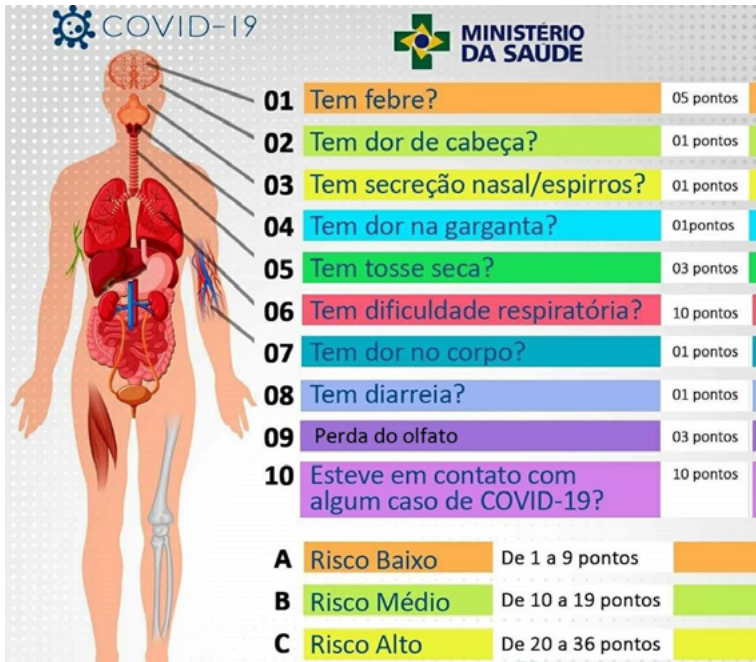 COVID-19
MINISTÉRIO
DA SAÚDE
01 Tem febre? 05 pontos
02 Tem dor de cabeça? 01 pontos
03 Tem secreção nasal/espirros? 01 pontos
04 Tem dor na garganta? 01pontos
05 Tem tosse seca? 03 pontos
06 Tem dificuldade respiratória? 10 pontos
07 Tem dor no corpo? 01 pontos
08 Tem diarreia? 01 pontos
09 Perda do olfato 03 pontos
10 Esteve em contato com 10 pontos
algum caso de COVID-19?
A Risco Baixo De 1 a 9 pontos
B Risco Médio De 10 a 19 pontos
C Risco Alto De 20 a 36 pontos